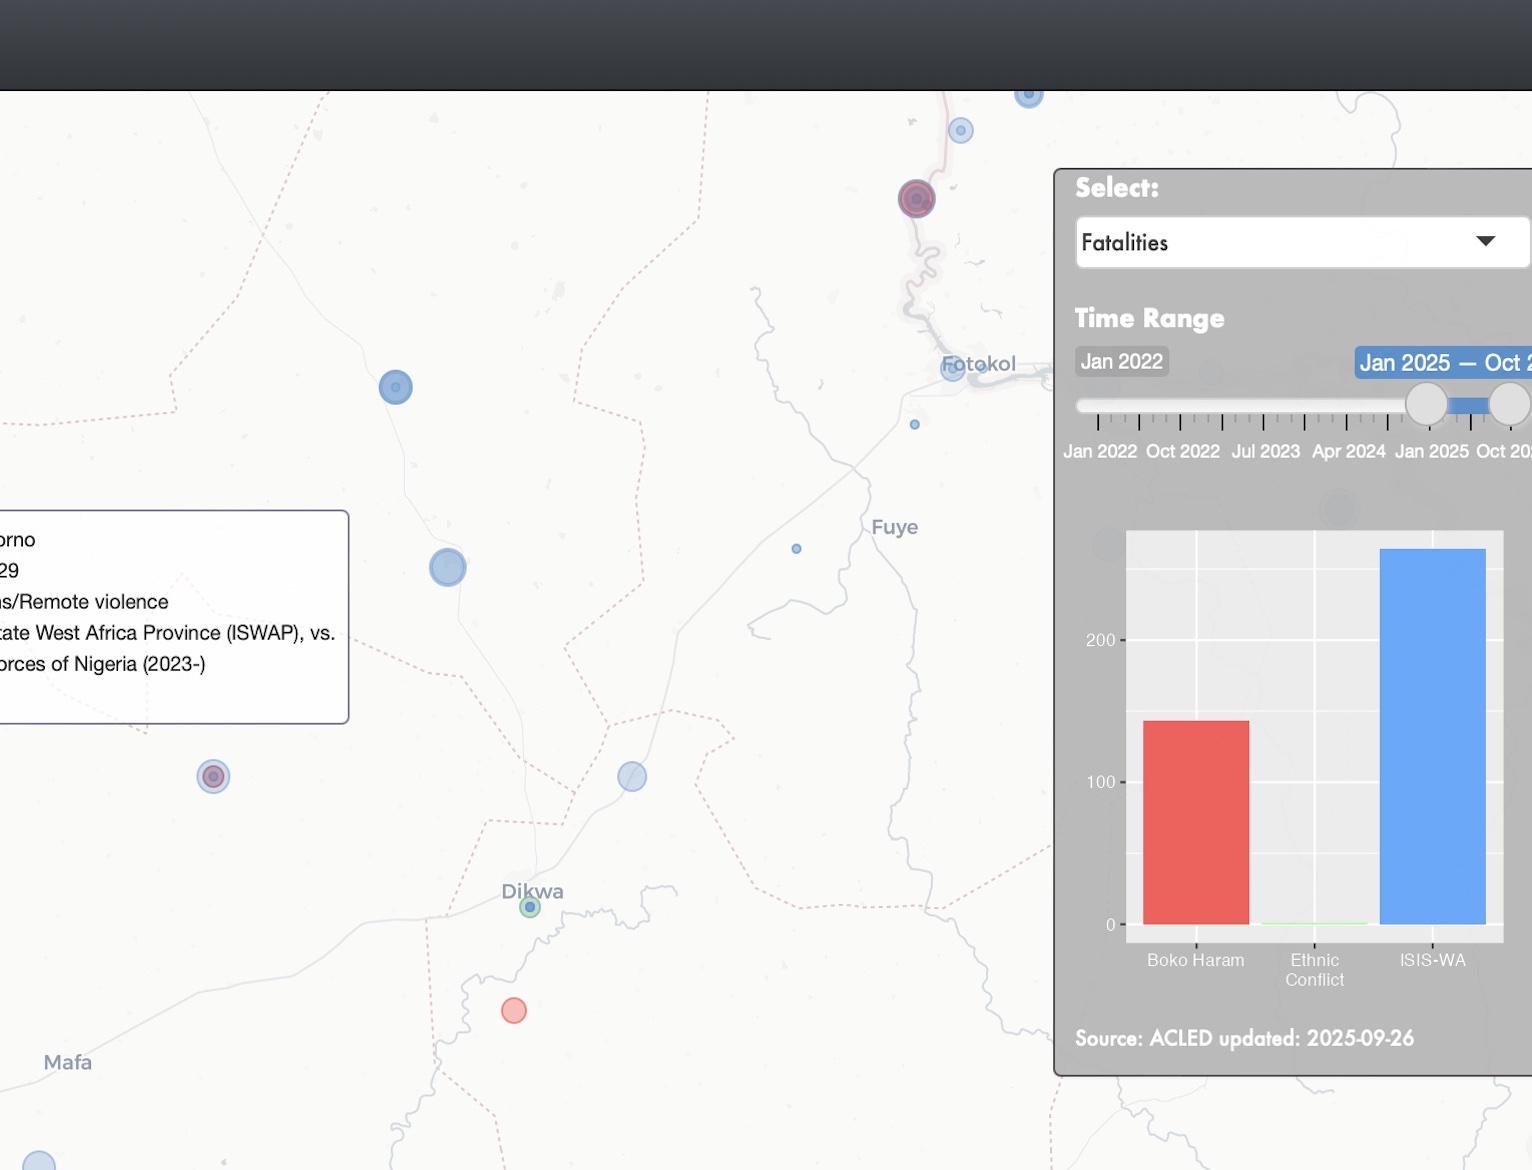 Select:
Fatalities
Time Range
Jan 2022
Jan 2025 — Oct 2
Jan 2022 Oct 2022 Jul 2023 Apr 2024 Jan 2025 Oct 20
Fotokol
Fuye
orno
29
ns/Remote violence
tate West Africa Province (ISWAP), vs.
orces of Nigeria (2023-)
Dikwa
Mafa
200
100
0
Boko Haram
Ethnic
Conflict
ISIS-WA
Source: ACLED updated: 2025-09-26